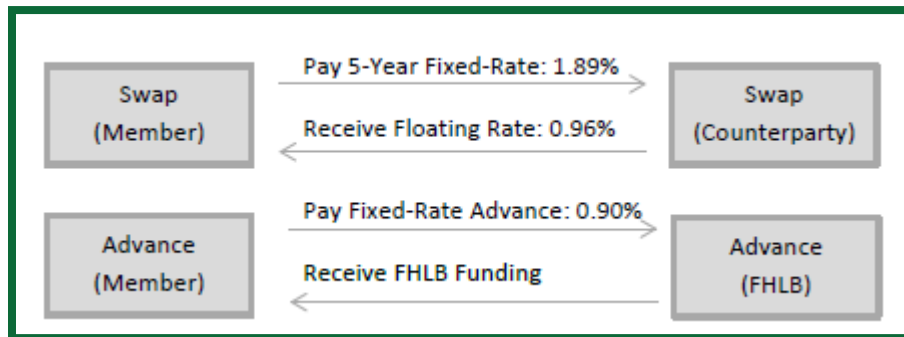 Swap
(Member)
Pay 5-Year Fixed-Rate: 1.89%
Receive Floating Rate: 0.96%
Swap
(Counterparty)
Advance
(Member)
Pay Fixed-Rate Advance: 0.90%
Receive FHLB Funding
Advance
(FHLB)